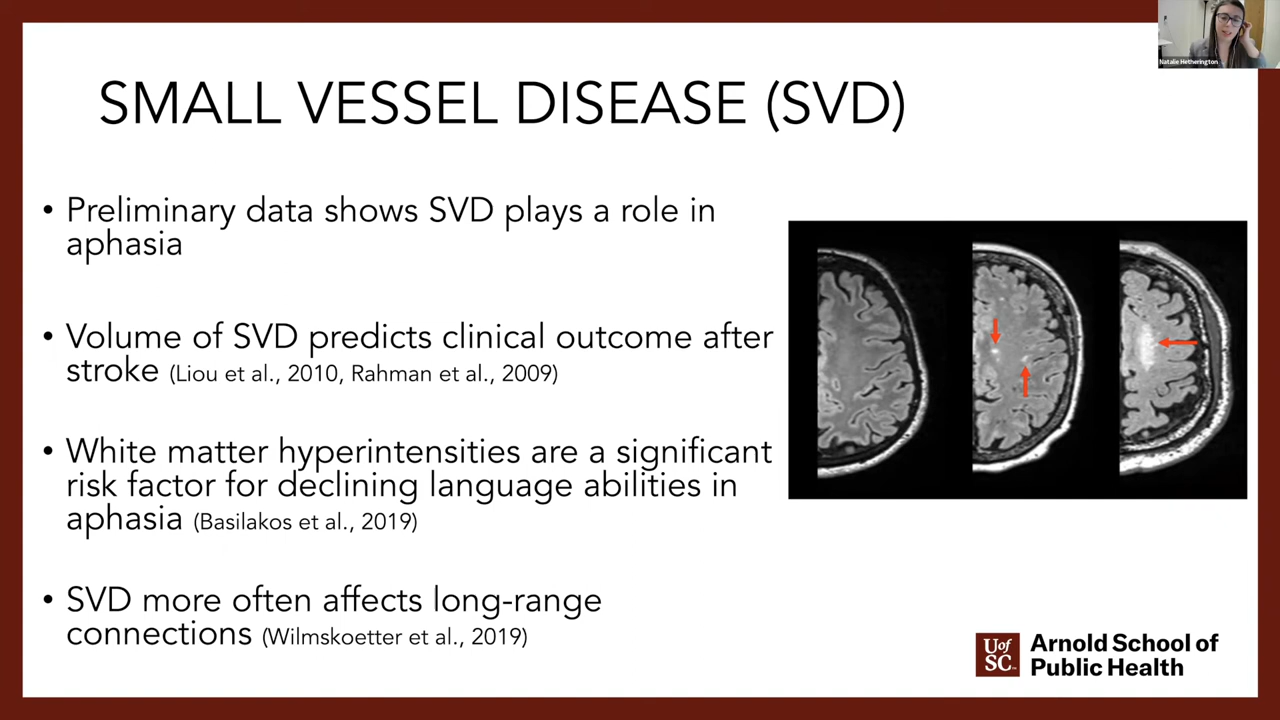 SMALL VESSEL DISEASE (SVD)
• Preliminary data shows SVD plays a role in
aphasia
• Volume of SVD predicts clinical outcome after
stroke (Liou et al., 2010, Rahman et al., 2009)
• White matter hyperintensities are a significant
risk factor for declining language abilities in
aphasia (Basilakos et al., 2019)
• SVD more often affects long-range
connections (Wilmskoetter et al., 2019)
Natalie Hetherington
UofSC
Arnold School of
Public Health